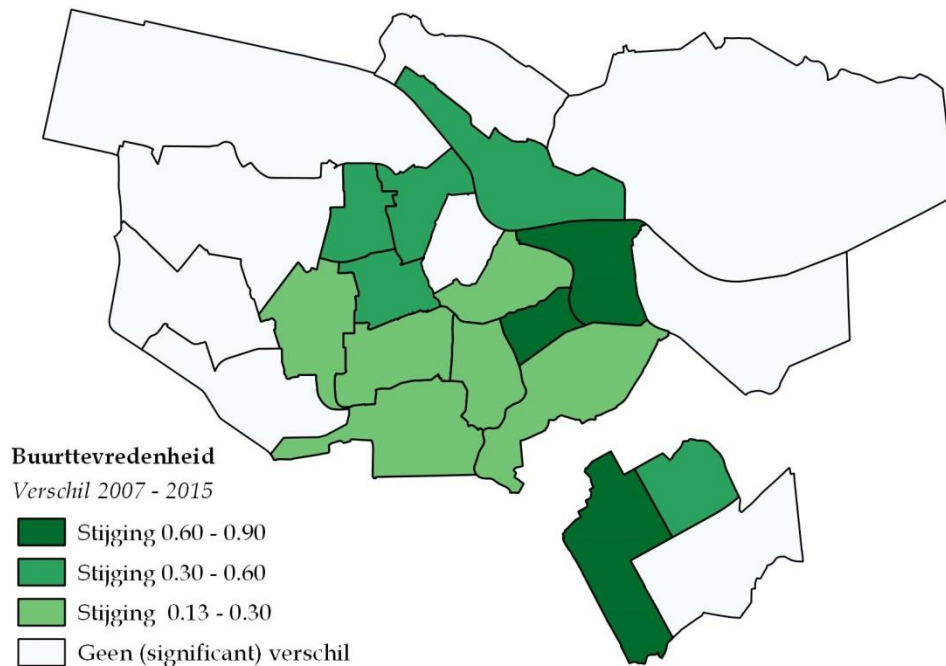 Buurttevredenheid
Verschil 2007 - 2015
Stijging 0.60 - 0.90
Stijging 0.30 - 0.60
Stijging 0.13 - 0.30
Geen (significant) verschil